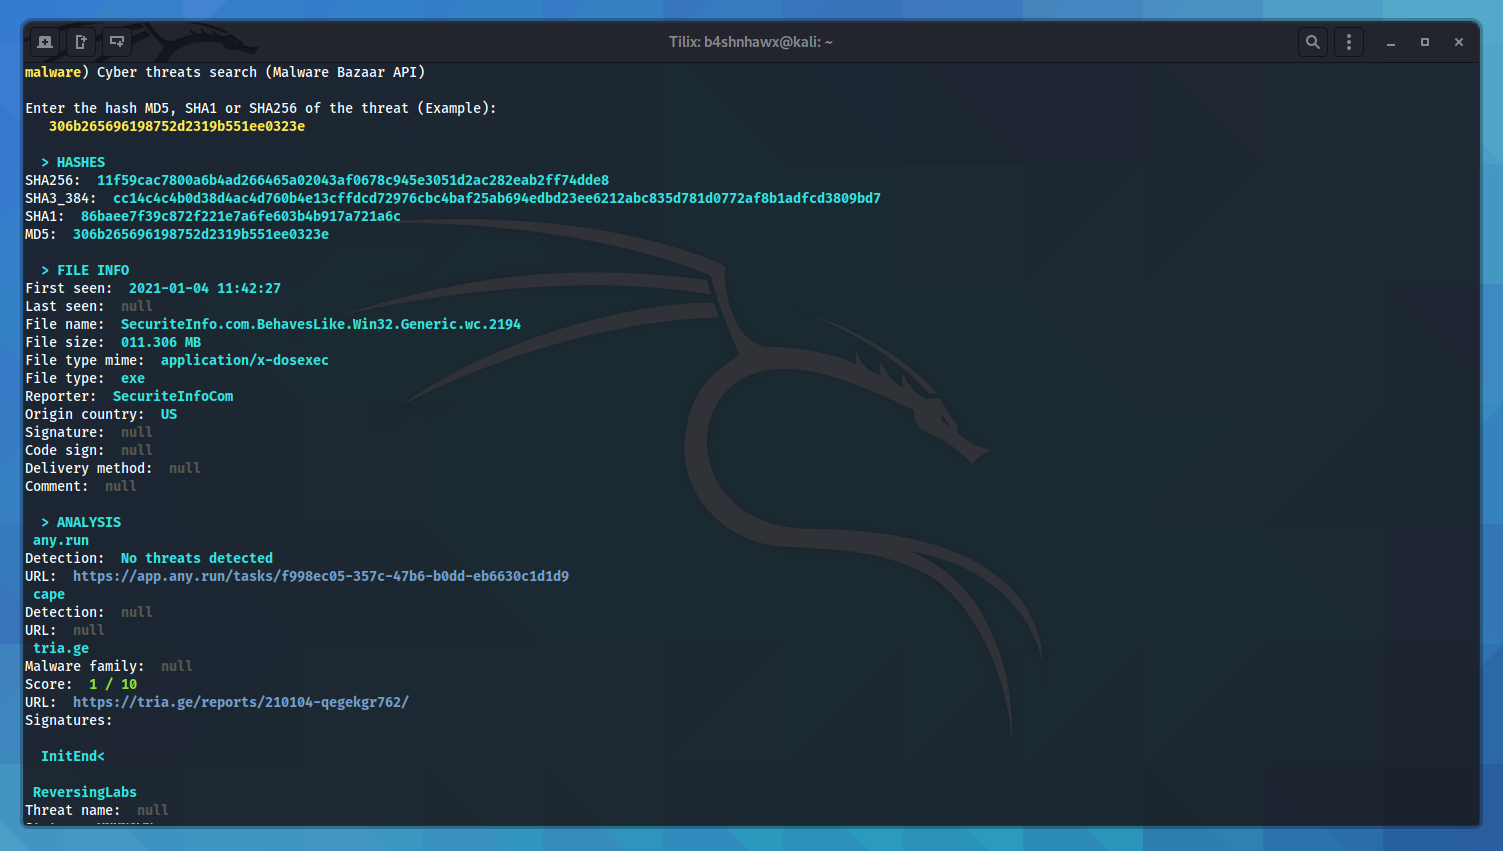 Tilix: b4shnhawx@kali: ~
malware) Cyber threats search (Malware Bazaar API)
Enter the hash MD5, SHA1 or SHA256 of the threat (Example):
306b265696198752d2319b551ee0323e
> HASHES
SHA256: 11f59cac7800a6b4ad266465a02043af0678c945e3051d2ac282eab2ff74dde8
SHA3_384: cc14c4c4b0d38d4ac4d760b4e13cffdcd72976cbc4baf25ab694edbd23ee6212abc835d781d0772af8b1adfcd3809bd7
SHA1: 86baee7f39c872f221e7a6fe603b4b917a721a6c
MD5: 306b265696198752d2319b551ee0323e
> FILE INFO
First seen: 2021-01-04 11:42:27
Last seen: null
File name: SecuriteInfo.com.BehavesLike.Win32.Generic.wc.2194
File size: 011.306 MB
File type mime: application/x-dosexec
File type: exe
Reporter: SecuriteInfoCom
Origin country: US
Signature: null
Code sign: null
Delivery method: null
Comment: null
> ANALYSIS
any.run
Detection: No threats detected
URL: https://app.any.run/tasks/f998ec05-357c-47b6-b0dd-eb6630c1d1d9
cape
Detection: null
URL: null
tria.ge
Malware family: null
Score: 1 / 10
URL: https://tria.ge/reports/210104-qegekgr762/
Signatures:
InitEnd<
ReversingLabs
Threat name: null